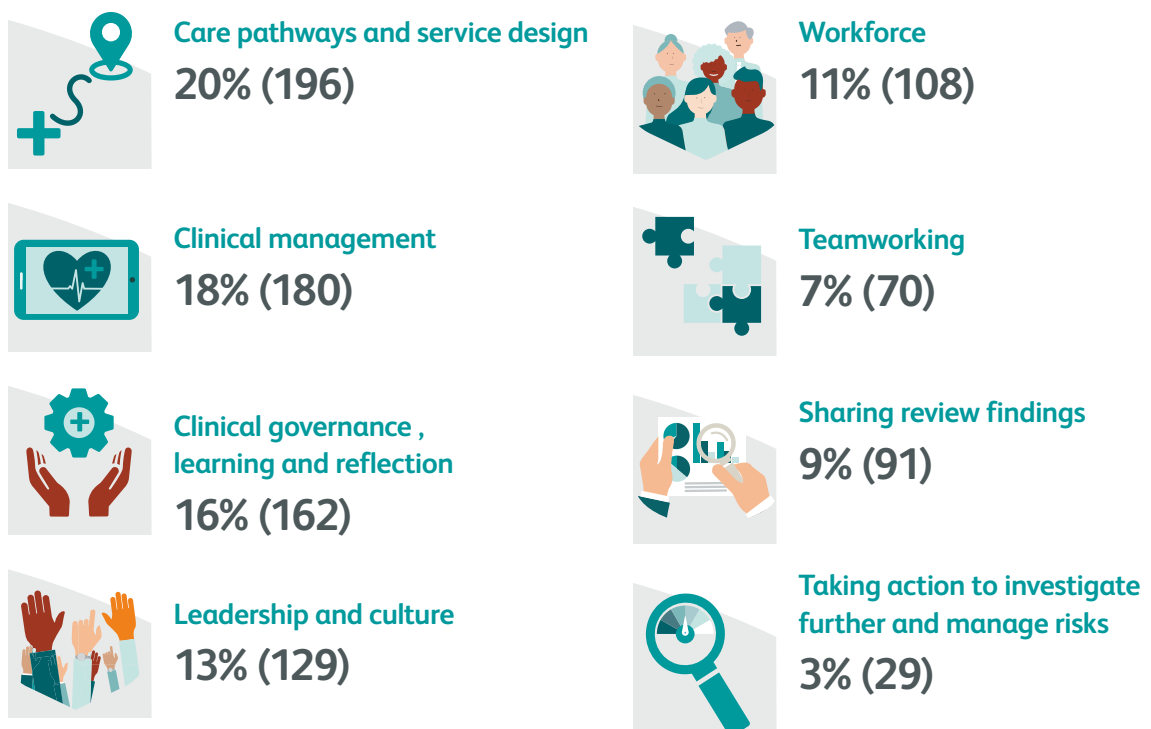 Care pathways and service design
20% (196)
Clinical management
18% (180)
Clinical governance ,
learning and reflection
16% (162)
Leadership and culture
13% (129)
Workforce
11% (108)
Teamworking
7% (70)
Sharing review findings
9% (91)
Taking action to investigate
further and manage risks
3% (29)